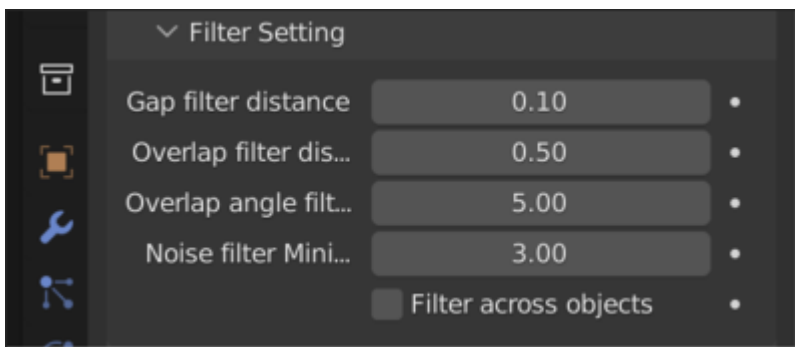 Filter Setting
Gap filter distance 0.10
Overlap filter dis... 0.50
Overlap angle filt... 5.00
Noise filter Mini... 3.00
Filter across objects